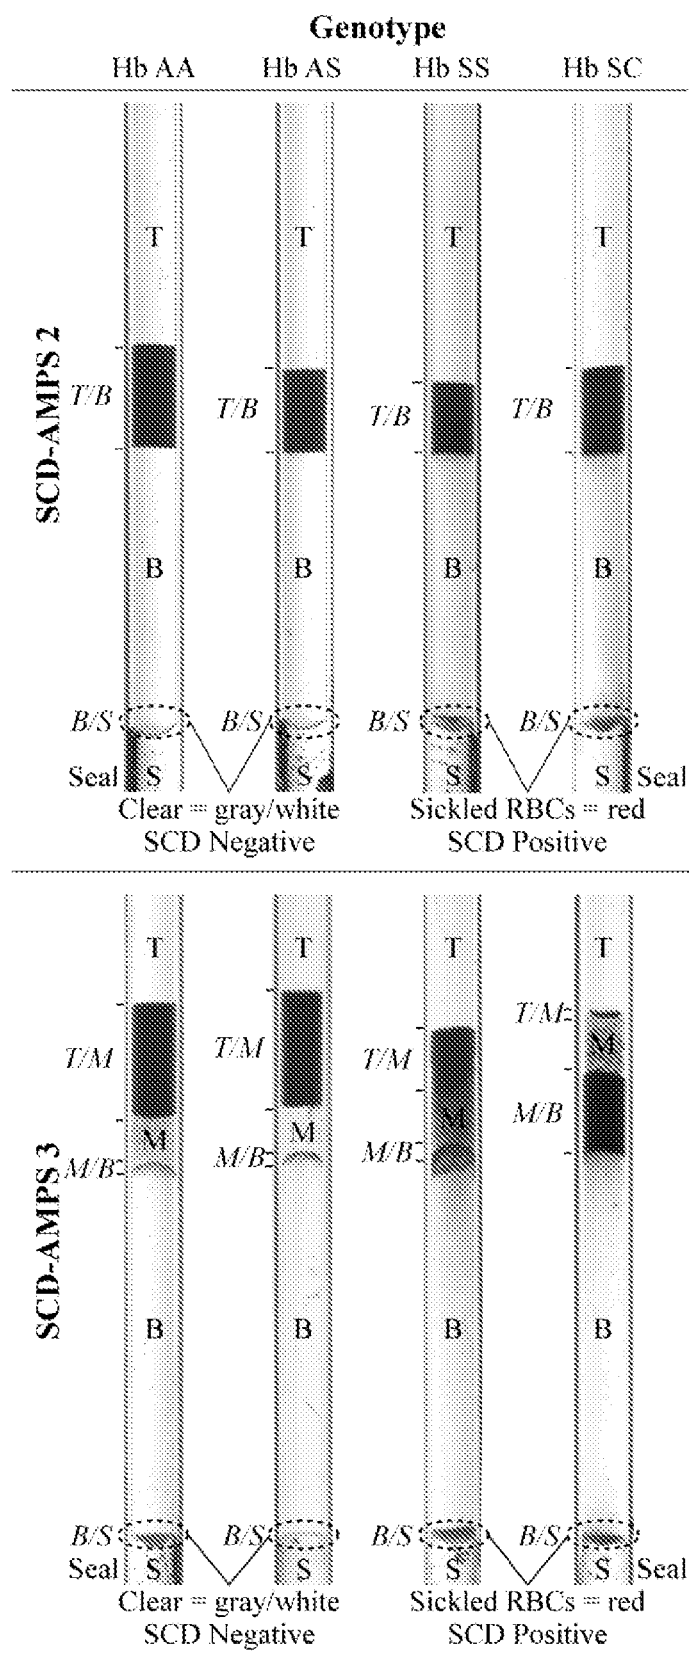 Genotype
Hb AA Hb AS Hb SS Hb SC
SCD-AMPS 2
T T T T
T/B T/B T/B T/B
B B B B
B/S B/S B/S B/S
Seal S S S S Seal
Clear = gray/white Sickled RBCs = red
SCD Negative SCD Positive
SCD-AMPS 3
T T T T
T/M T/M T/M T/M
M M M M
M/B M/B M/B M/B
B B B B
B/S B/S B/S B/S
Seal S S S S Seal
Clear = gray/white Sickled RBCs = red
SCD Negative SCD Positive